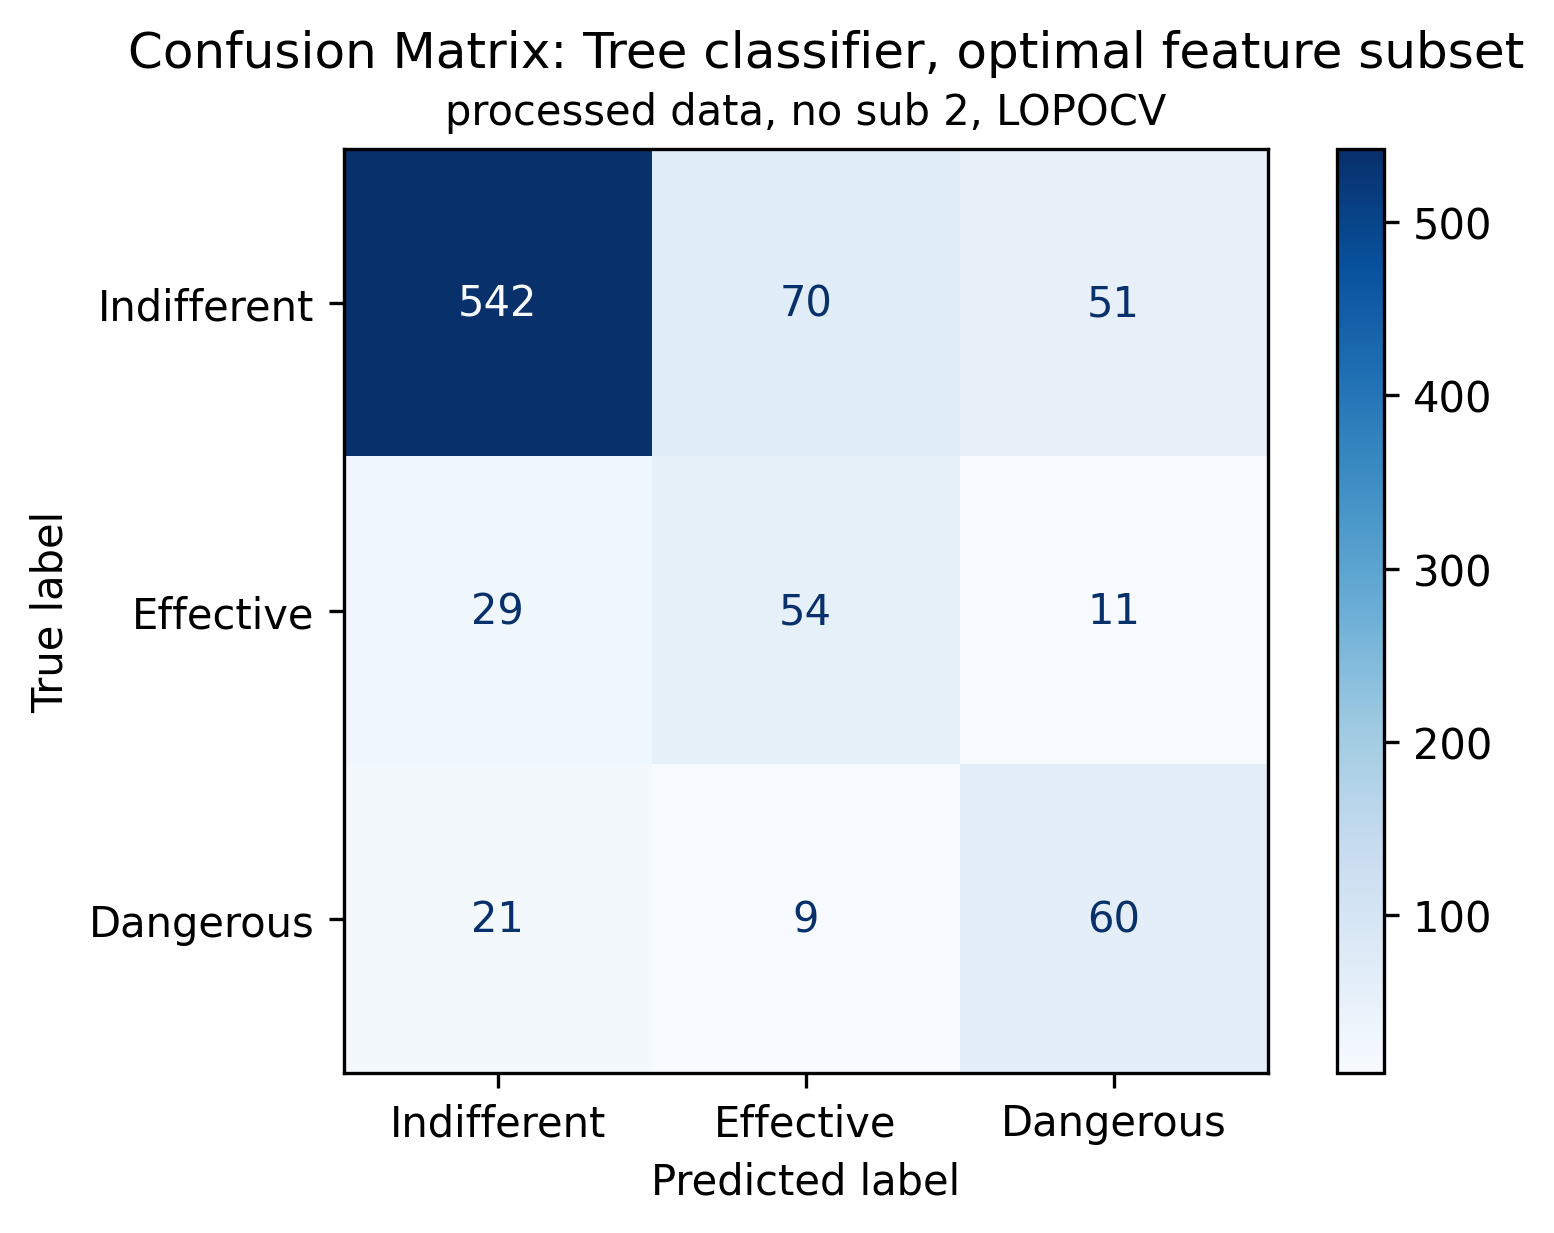 Confusion Matrix: Tree classifier, optimal feature subset
processed data, no sub 2, LOPOCV
True label
Indifferent 542 70 51
Effective 29 54 11
Dangerous 21 9 60
Indifferent Effective Dangerous
Predicted label
500
400
300
200
100